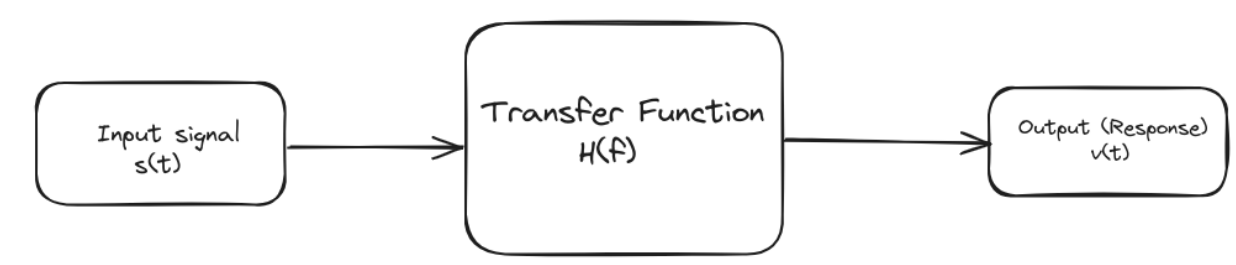 Input signal
s(t)
Transfer Function
H(f)
Output (Response)
v(t)